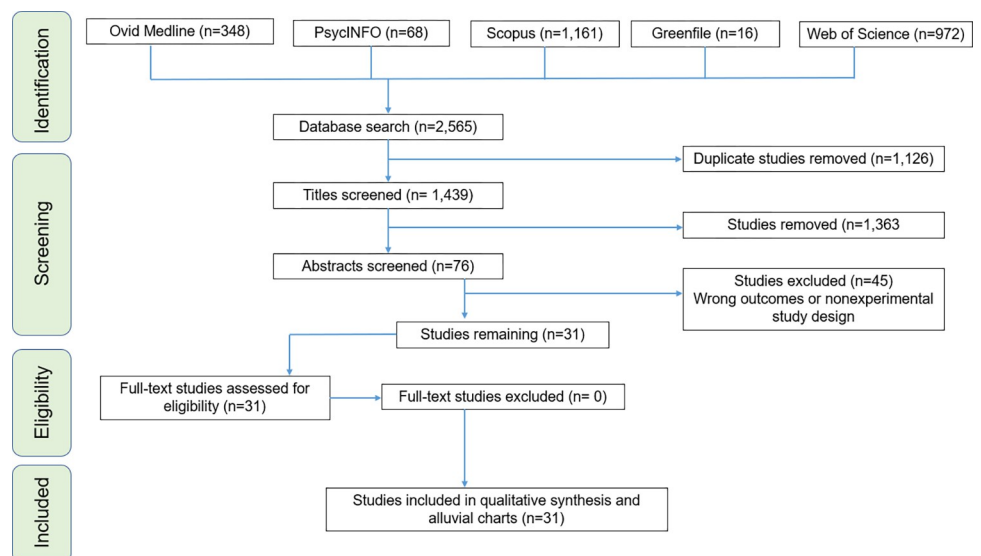 Identification
Ovid Medline (n=348)
PsycINFO (n=68)
Scopus (n=1,161)
Greenfile (n=16)
Web of Science (n=972)
Database search (n=2,565)
Duplicate studies removed (n=1,126)
Screening
Titles screened (n= 1,439)
Studies removed (n=1,363
Abstracts screened (n=76)
Studies excluded (n=45)
Wrong outcomes or nonexperimental
study design
Studies remaining (n=31)
Eligibility
Full-text studies assessed for
eligibility (n=31)
Full-text studies excluded (n= 0)
Included
Studies included in qualitative synthesis and
alluvial charts (n=31)